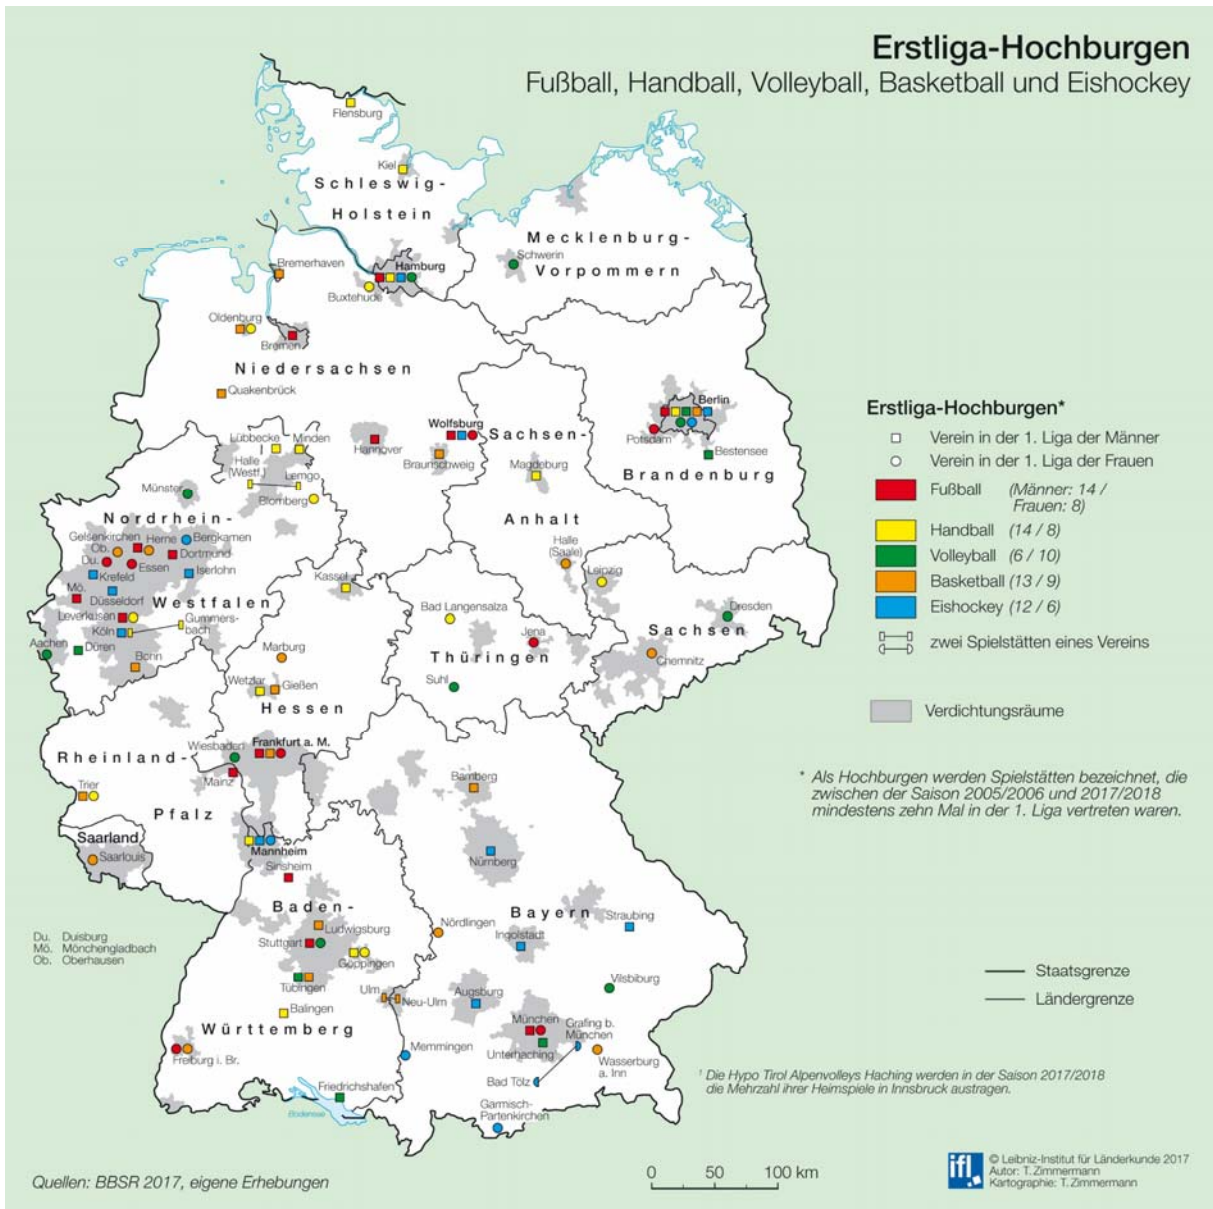 Erstliga-Hochburgen
Fußball, Handball, Volleyball, Basketball und Eishockey
Flensburg
Kiel
Schleswig-
Holstein
Mecklenburg-
Schwerin
Vorpommern
Bremerhaven
Hamburg
Buxtehude
Oldenburg
Bremen
Niedersachsen
Quakenbrück
Berlin
Potsdam
Bestensee
Brandenburg
Lübbecke
Minden
Hannover
Wolfsburg
Braunschweig
Sachsen-
Magdeburg
Anhalt
Halle
(Westf.)
Lemgo
Blomberg
Münster
Nordrhein-
Gelsenkirchen
Herne
Bergkamen
Ob.
Dortmund
Du.
Essen
Krefeld
Iserlohn
Mö.
Düsseldorf
Westfalen
Leverkusen
Gummers-
bach
Köln
Aachen
Düren
Bonn
Kassel
Halle
(Saale)
Leipzig
Dresden
Sachsen
Chemnitz
Bad Langensalza
Jena
Thüringen
Suhl
Marburg
Wetzlar
Gießen
Hessen
Wiesbaden
Frankfurt a. M.
Mainz
Rheinland-
Trier
Pfalz
Saarland
Saarlouis
Mannheim
Sinsheim
Bamberg
Nürnberg
Baden-
Ludwigsburg
Stuttgart
Göppingen
Tübingen
Balingen
Württemberg
Freiburg i. Br.
Friedrichshafen
Bodensee
Nördlingen
Bayern
Straubing
Ingolstadt
Vilsbiburg
Ulm
Neu-Ulm
Augsburg
München
Grafing b.
München
Unterhaching
Wasserburg
a. Inn
Memmingen
Bad Tölz
Garmisch-
Partenkirchen
Erstliga-Hochburgen*
Verein in der 1. Liga der Männer
Verein in der 1. Liga der Frauen
Fußball (Männer: 14 /
Frauen: 8)
Handball (14 / 8)
Volleyball (6 / 10)
Basketball (13 / 9)
Eishockey (12 / 6)
zwei Spielstätten eines Vereins
Verdichtungsräume
* Als Hochburgen werden Spielstätten bezeichnet, die
zwischen der Saison 2005/2006 und 2017/2018
mindestens zehn Mal in der 1. Liga vertreten waren.
Du. Duisburg
Mö. Mönchengladbach
Ob. Oberhausen
Staatsgrenze
Ländergrenze
¹ Die Hypo Tirol Alpenvolleys Haching werden in der Saison 2017/2018
die Mehrzahl ihrer Heimspiele in Innsbruck austragen.
Quellen: BBSR 2017, eigene Erhebungen
0 50 100 km
ifl
© Leibniz-Institut für Länderkunde 2017
Autor: T. Zimmermann
Kartographie: T. Zimmermann